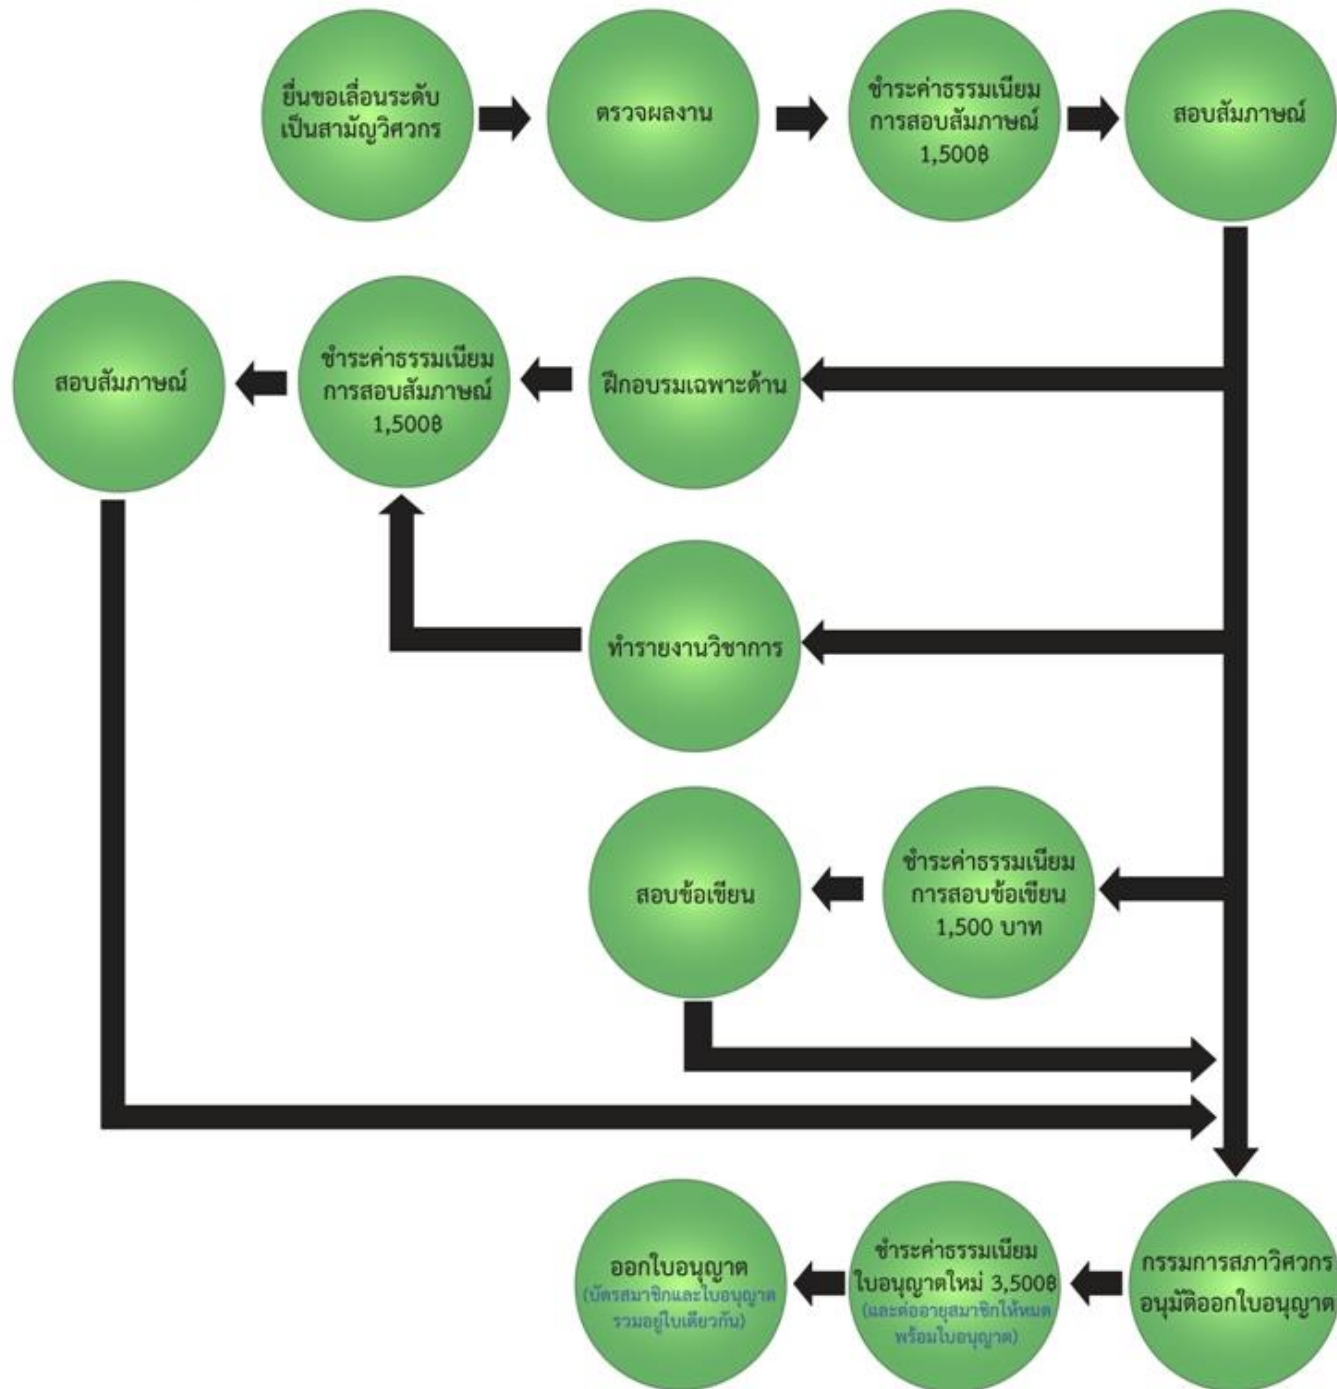 ยื่นขอเลื่อนระดับ
เป็นสามัญวิศวกร
ตรวจผลงาน
ชำระค่าธรรมเนียม
การสอบสัมภาษณ์
1,500฿
สอบสัมภาษณ์
สอบสัมภาษณ์
ชำระค่าธรรมเนียม
การสอบสัมภาษณ์
1,500฿
ฝึกอบรมเฉพาะด้าน
ทำรายงานวิชาการ
สอบข้อเขียน
ชำระค่าธรรมเนียม
การสอบข้อเขียน
1,500 บาท
ออกใบอนุญาต
(บัตรสมาชิกและใบอนุญาต
รวมอยู่ใบเดียวกัน)
ชำระค่าธรรมเนียม
ใบอนุญาตใหม่ 3,500฿
(และต่ออายุสมาชิกให้หมด
พร้อมใบอนุญาต)
กรรมการสภาวิศวกร
อนุมัติออกใบอนุญาต